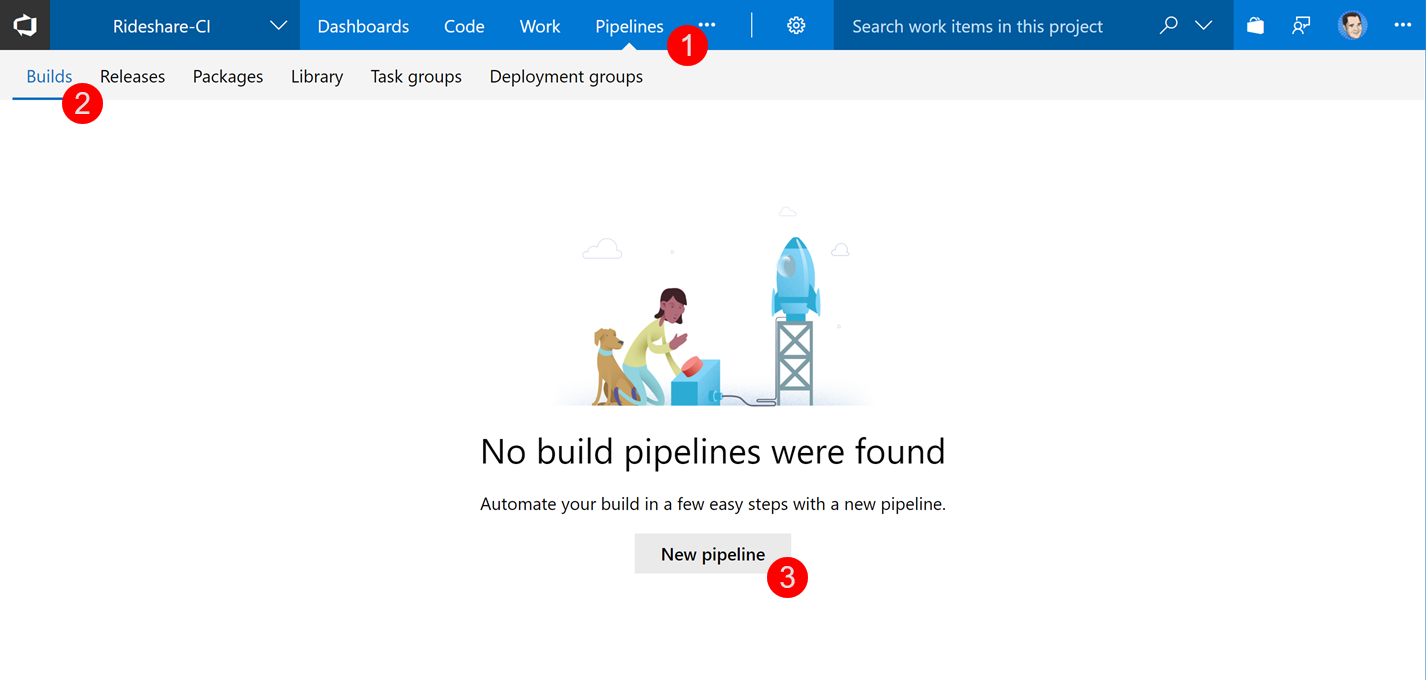 Rideshare-CI Dashboards Code Work Pipelines ••• Search work items in this project •••
1
Builds Releases Packages Library Task groups Deployment groups
2
No build pipelines were found
Automate your build in a few easy steps with a new pipeline.
New pipeline
3